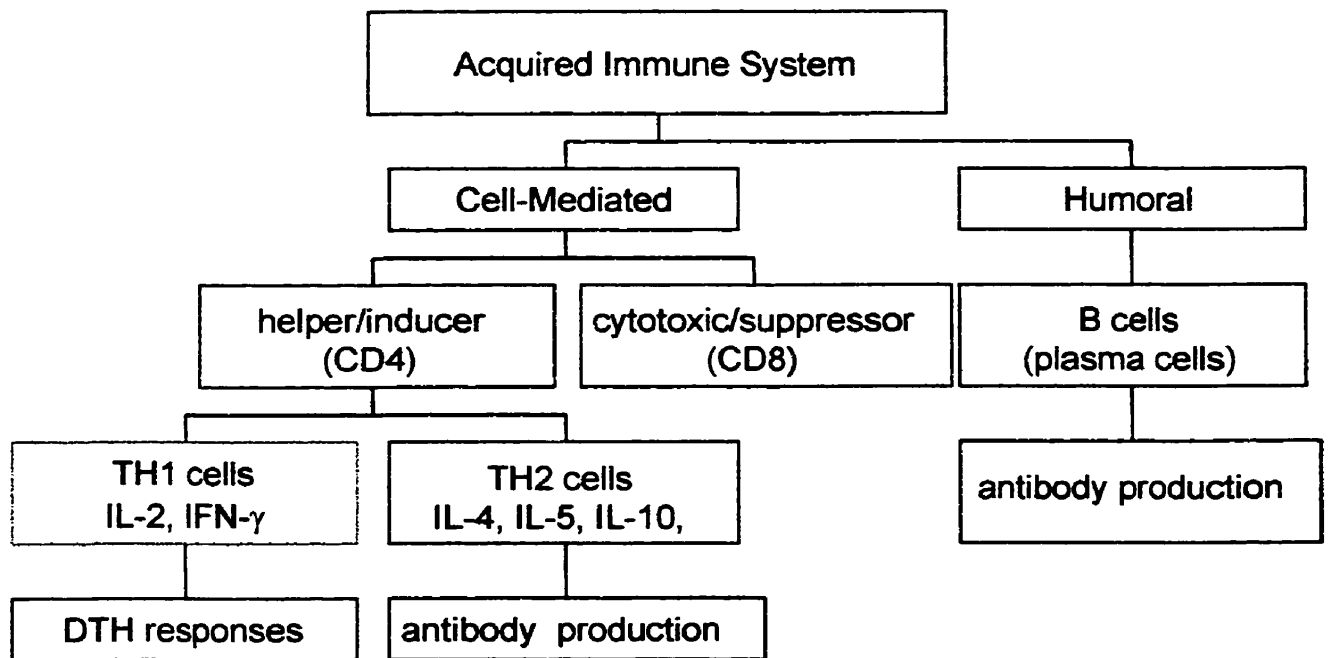 Acquired Immune System
Cell-Mediated
Humoral
helper/inducer
(CD4)
cytotoxic/suppressor
(CD8)
B cells
(plasma cells)
TH1 cells
IL-2, IFN-γ
TH2 cells
IL-4, IL-5, IL-10,
antibody production
DTH responses
antibody production